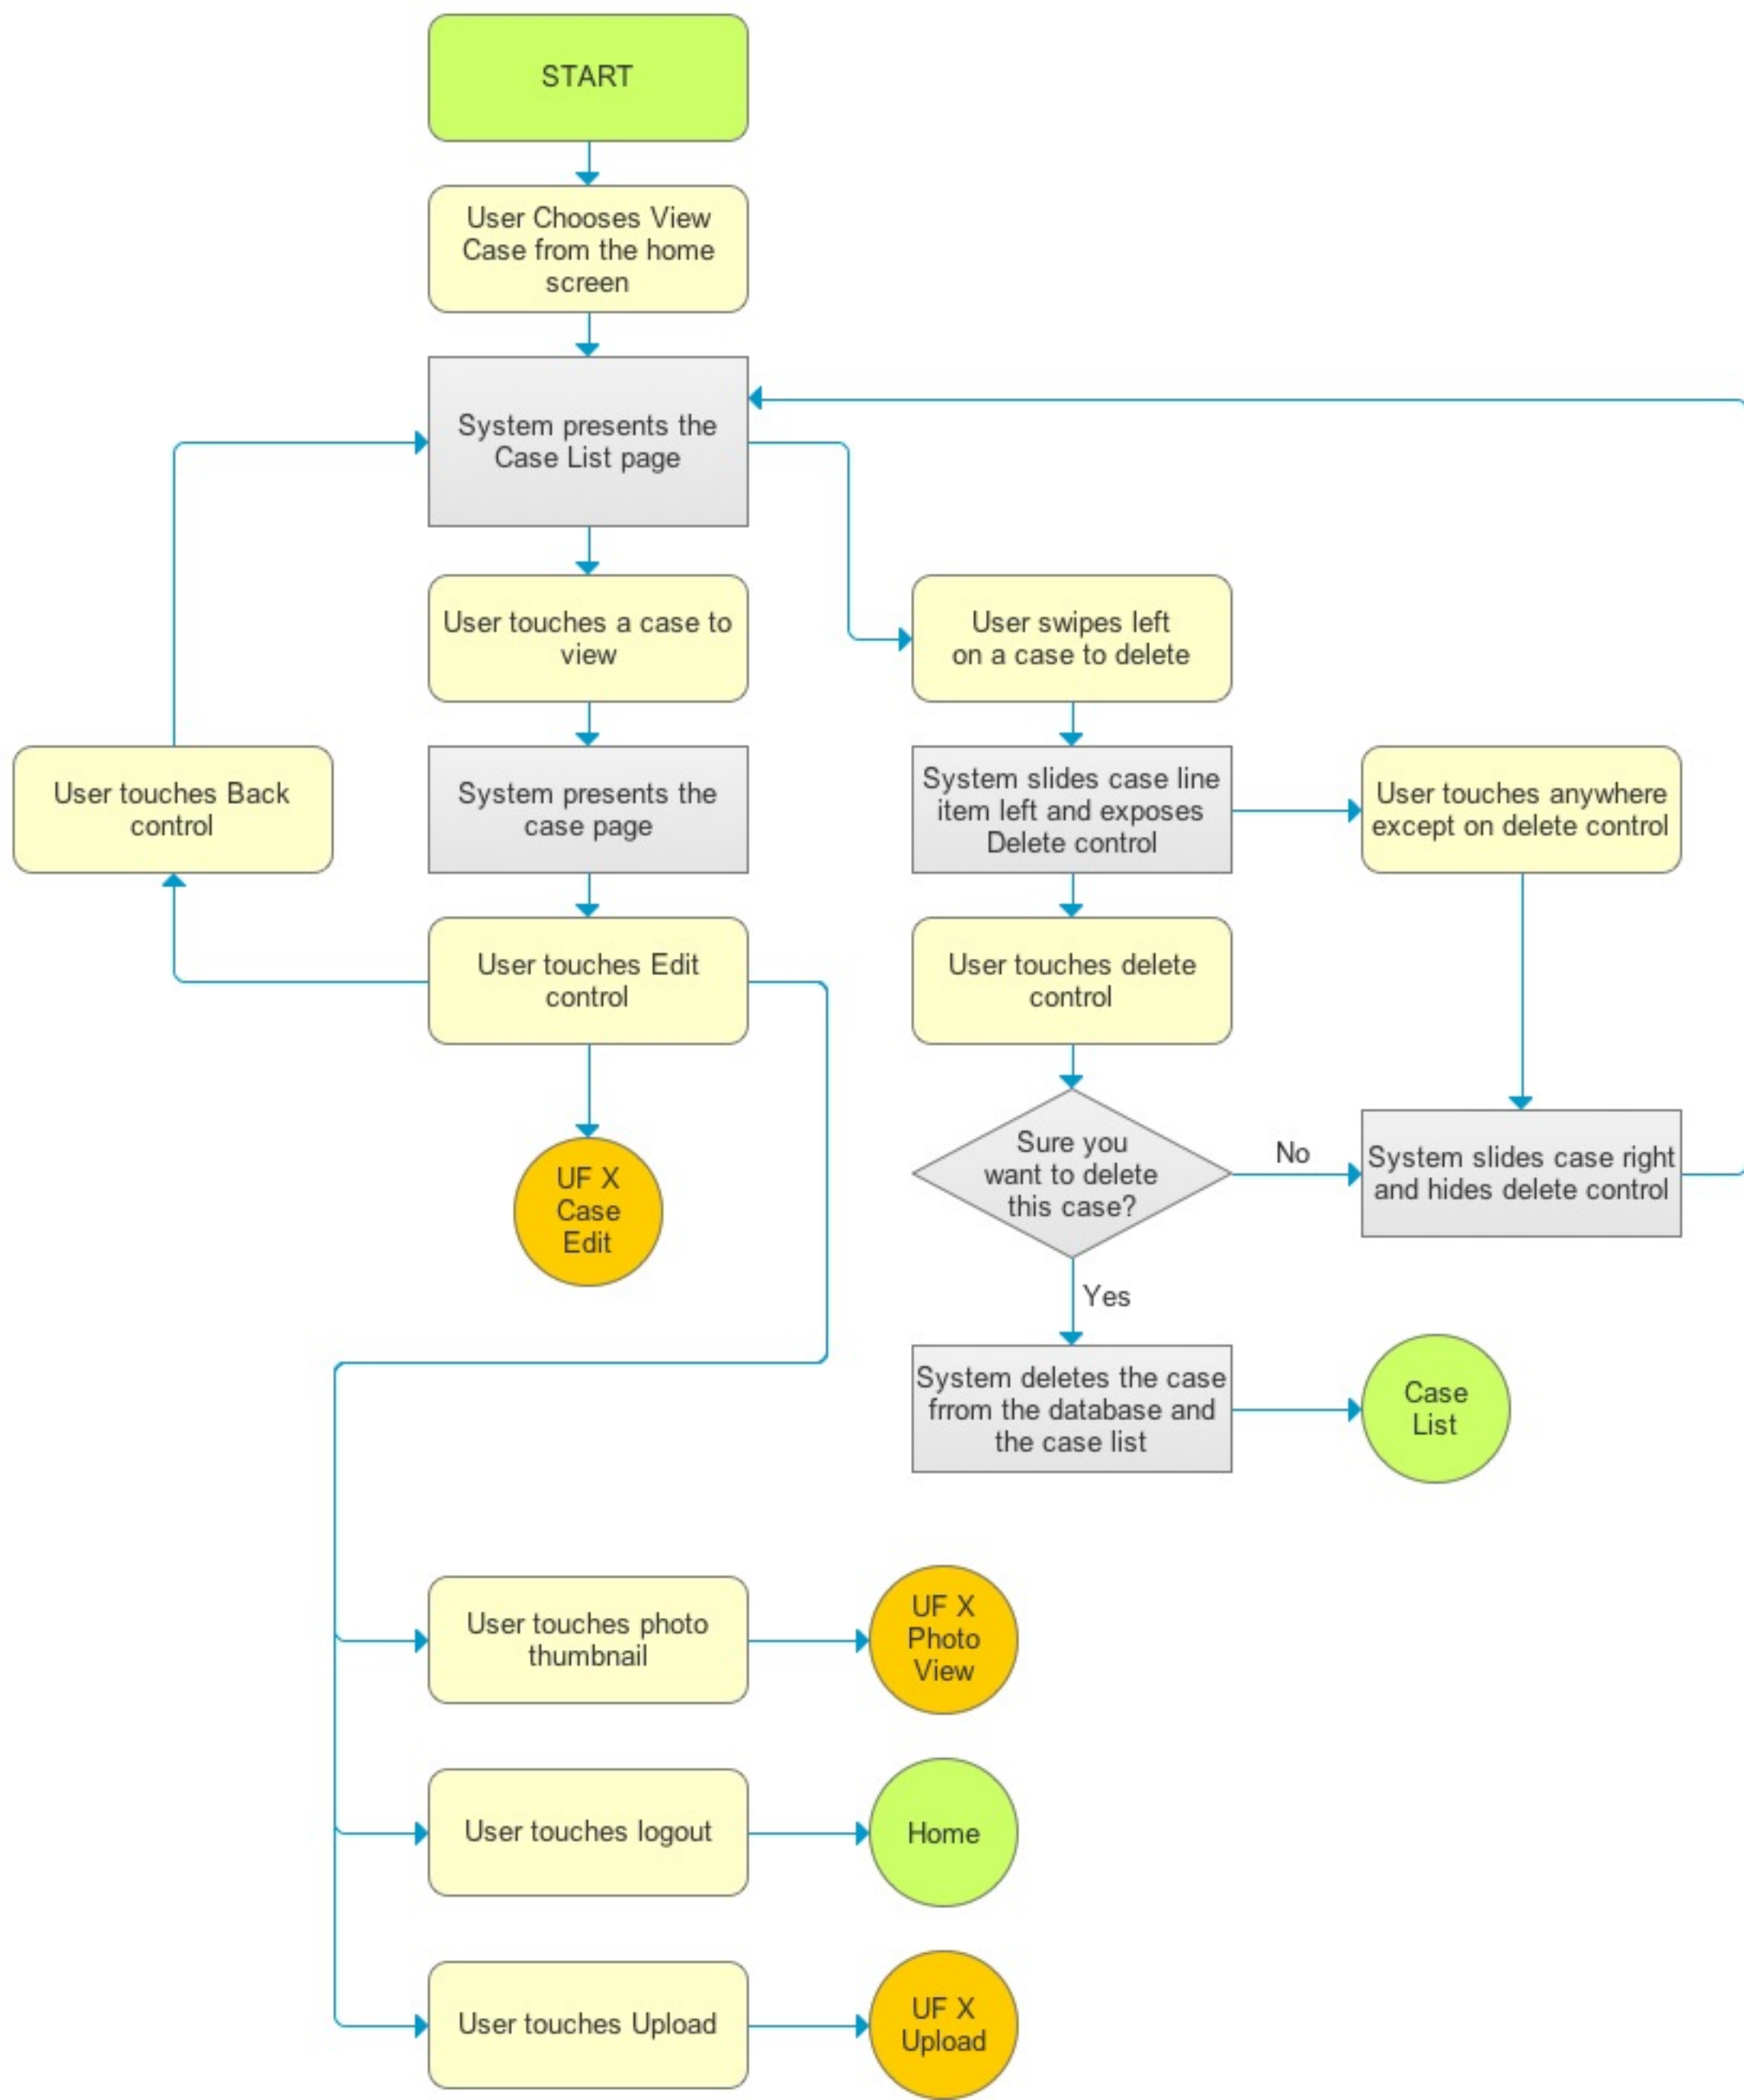 START
User Chooses View
Case from the home
screen
System presents the
Case List page
User touches a case to
view
User swipes left
on a case to delete
User touches Back
control
System presents the
case page
System slides case line
item left and exposes
Delete control
User touches anywhere
except on delete control
User touches Edit
control
User touches delete
control
UF X
Case
Edit
Sure you
want to delete
this case?
No
System slides case right
and hides delete control
Yes
System deletes the case
frrom the database and
the case list
Case
List
User touches photo
thumbnail
UF X
Photo
View
User touches logout
Home
User touches Upload
UF X
Upload